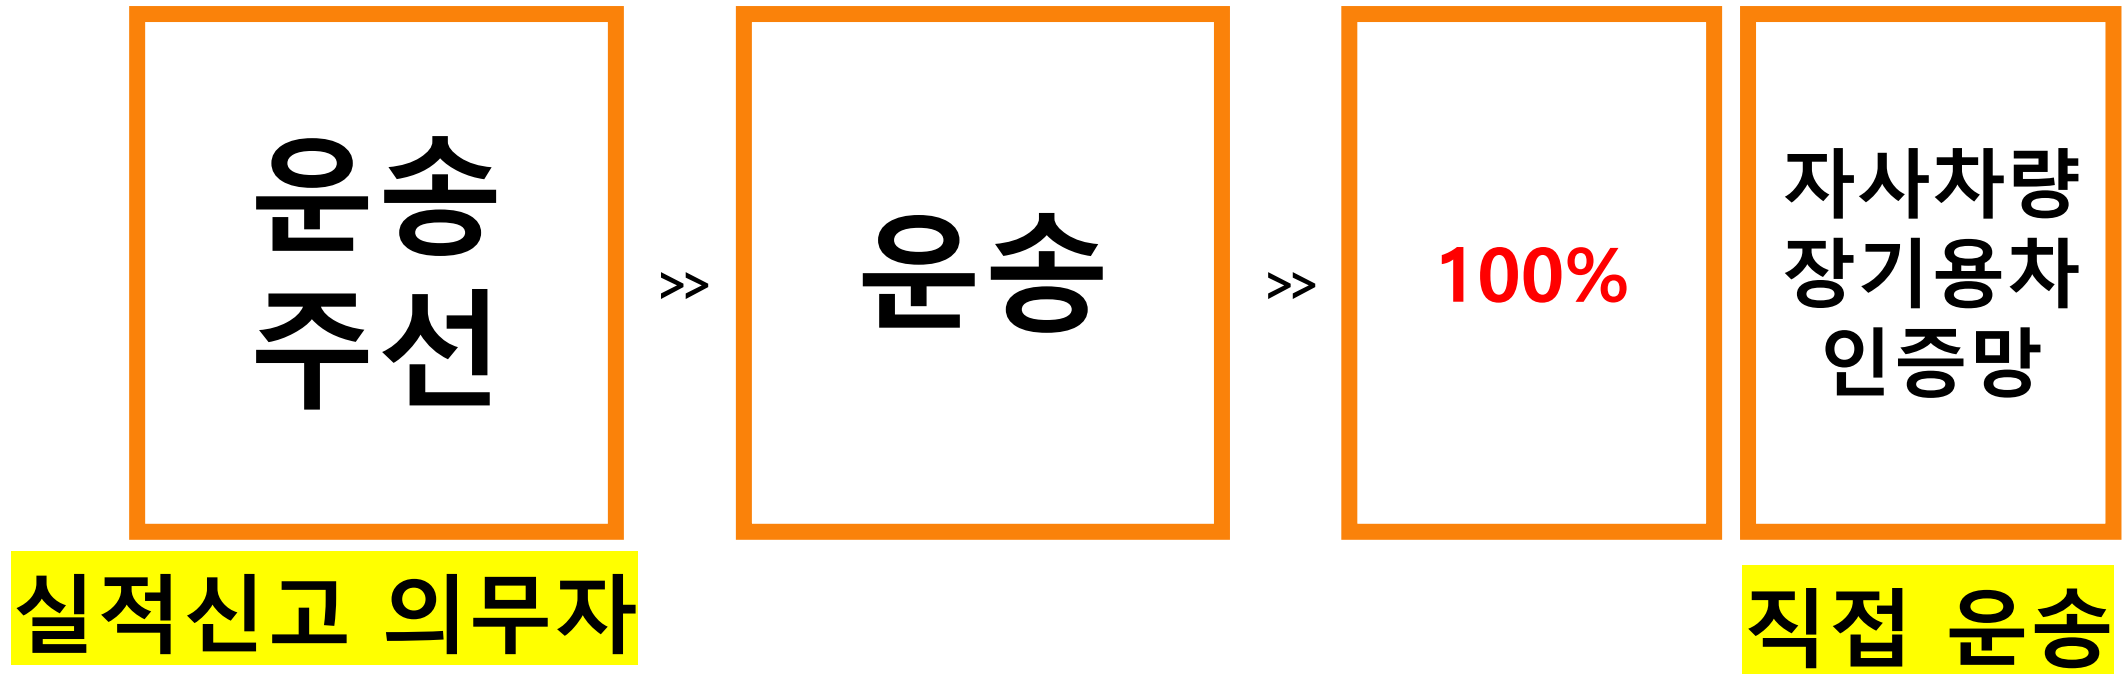 운송
주선
>>
운송
>>
100%
자사차량
장기용차
인증망
실적신고 의무자
직접 운송